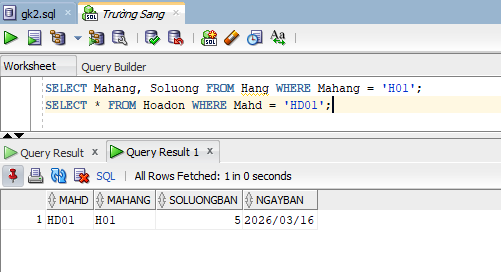 gk2.sql x Trường Sang
Worksheet Query Builder
SELECT Mahang, Soluong FROM Hang WHERE Mahang = 'H01';
SELECT * FROM Hoadon WHERE Mahd = 'HD01';
Query Result x Query Result 1 x
SQL | All Rows Fetched: 1 in 0 seconds
MAHD MAHANG SOLUONGBAN NGAYBAN
1 HD01 H01 5 2026/03/16